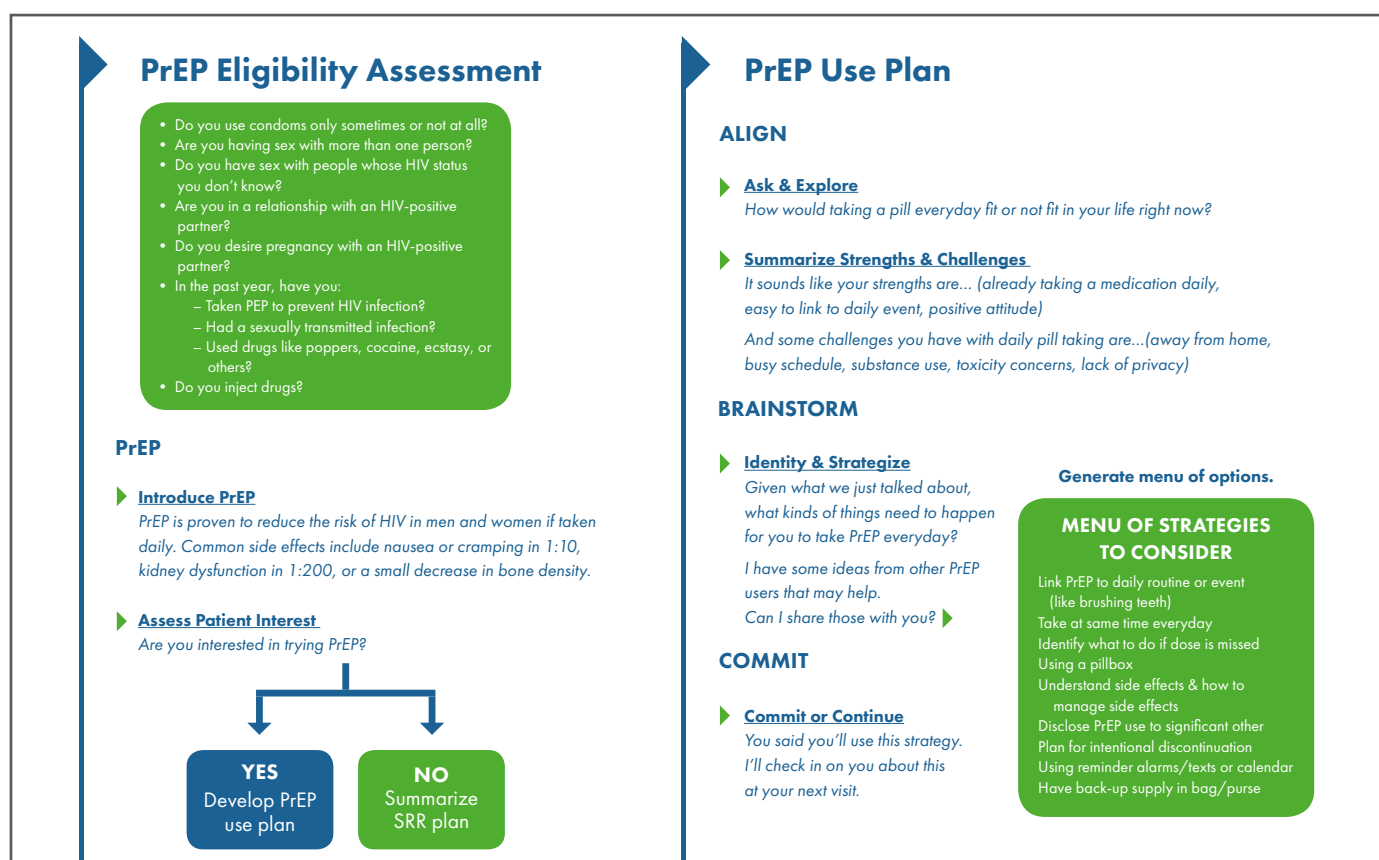 PrEP Eligibility Assessment
• Do you use condoms only sometimes or not at all?
• Are you having sex with more than one person?
• Do you have sex with people whose HIV status
you don't know?
• Are you in a relationship with an HIV-positive
partner?
• Do you desire pregnancy with an HIV-positive
partner?
• In the past year, have you:
– Taken PEP to prevent HIV infection?
– Had a sexually transmitted infection?
– Used drugs like poppers, cocaine, ecstasy, or
others?
• Do you inject drugs?
PrEP
Introduce PrEP
PrEP is proven to reduce the risk of HIV in men and women if taken
daily. Common side effects include nausea or cramping in 1:10,
kidney dysfunction in 1:200, or a small decrease in bone density.
Assess Patient Interest
Are you interested in trying PrEP?
YES
Develop PrEP
use plan
NO
Summarize
SRR plan
PrEP Use Plan
ALIGN
Ask & Explore
How would taking a pill everyday fit or not fit in your life right now?
Summarize Strengths & Challenges
It sounds like your strengths are... (already taking a medication daily,
easy to link to daily event, positive attitude)
And some challenges you have with daily pill taking are...(away from home,
busy schedule, substance use, toxicity concerns, lack of privacy)
BRAINSTORM
Identity & Strategize
Given what we just talked about,
what kinds of things need to happen
for you to take PrEP everyday?
I have some ideas from other PrEP
users that may help.
Can I share those with you?
Generate menu of options.
MENU OF STRATEGIES
TO CONSIDER
Link PrEP to daily routine or event
(like brushing teeth)
Take at same time everyday
Identify what to do if dose is missed
Using a pillbox
Understand side effects & how to
manage side effects
Disclose PrEP use to significant other
Plan for intentional discontinuation
Using reminder alarms/texts or calendar
Have back-up supply in bag/purse
COMMIT
Commit or Continue
You said you'll use this strategy.
I'll check in on you about this
at your next visit.